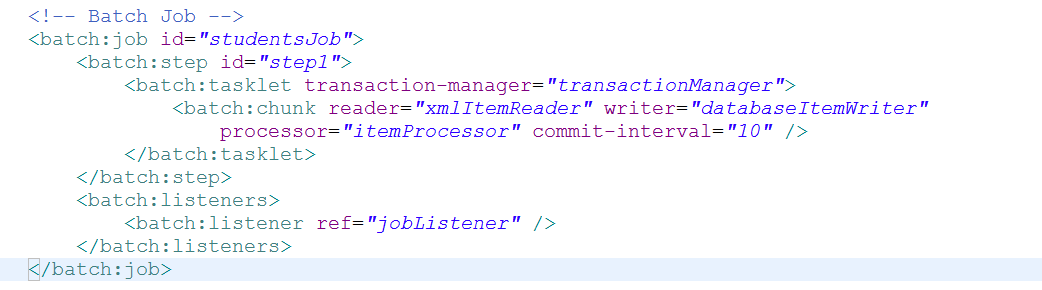 <!-- Batch Job -->
<batch:job id="studentsJob">
<batch:step id="step1">
<batch:tasklet transaction-manager="transactionManager">
<batch:chunk reader="xmlItemReader" writer="databaseItemWriter"
processor="itemProcessor" commit-interval="10" />
</batch:tasklet>
</batch:step>
<batch:listeners>
<batch:listener ref="jobListener" />
</batch:listeners>
</batch:job>